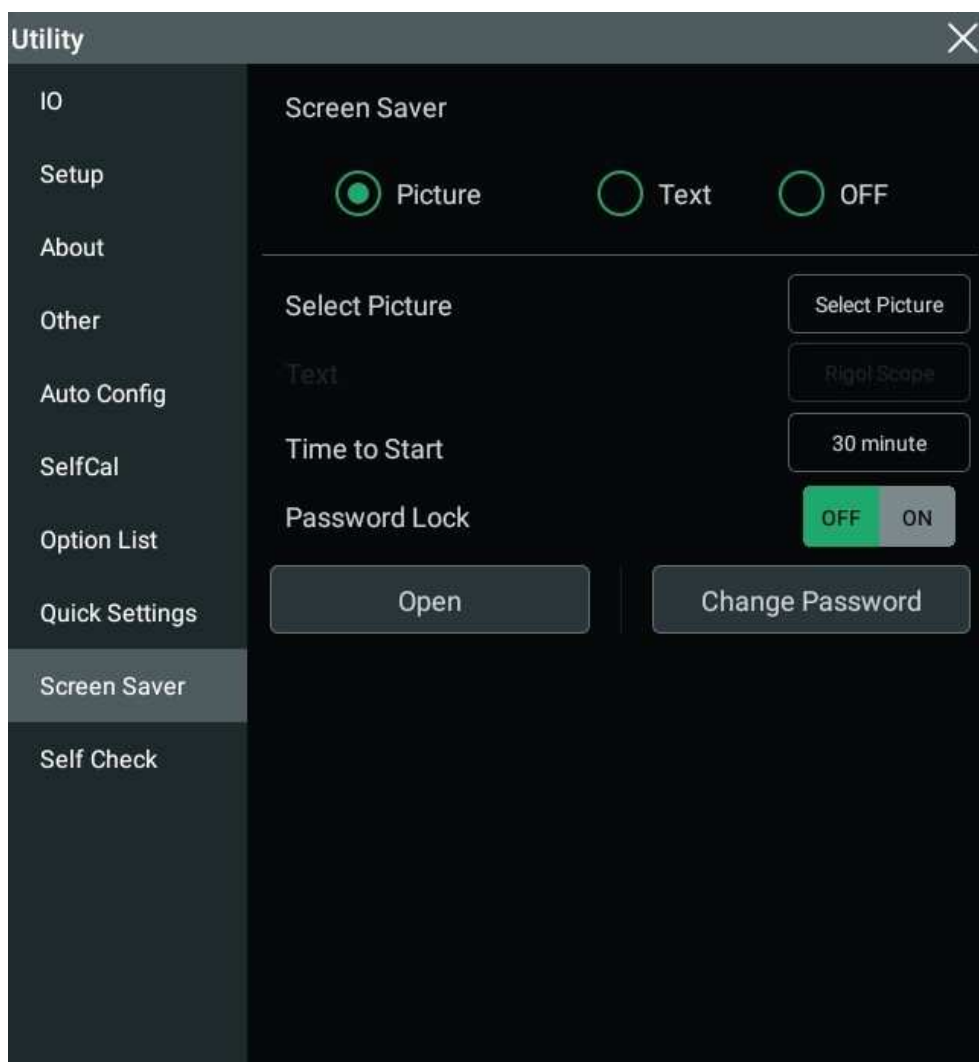 Utility
IO
Setup
About
Other
Auto Config
SelfCal
Option List
Quick Settings
Screen Saver
Self Check
Screen Saver
Picture Text OFF
Select Picture Select Picture
Text Rigol Scope
Time to Start 30 minute
Password Lock OFF ON
Open Change Password